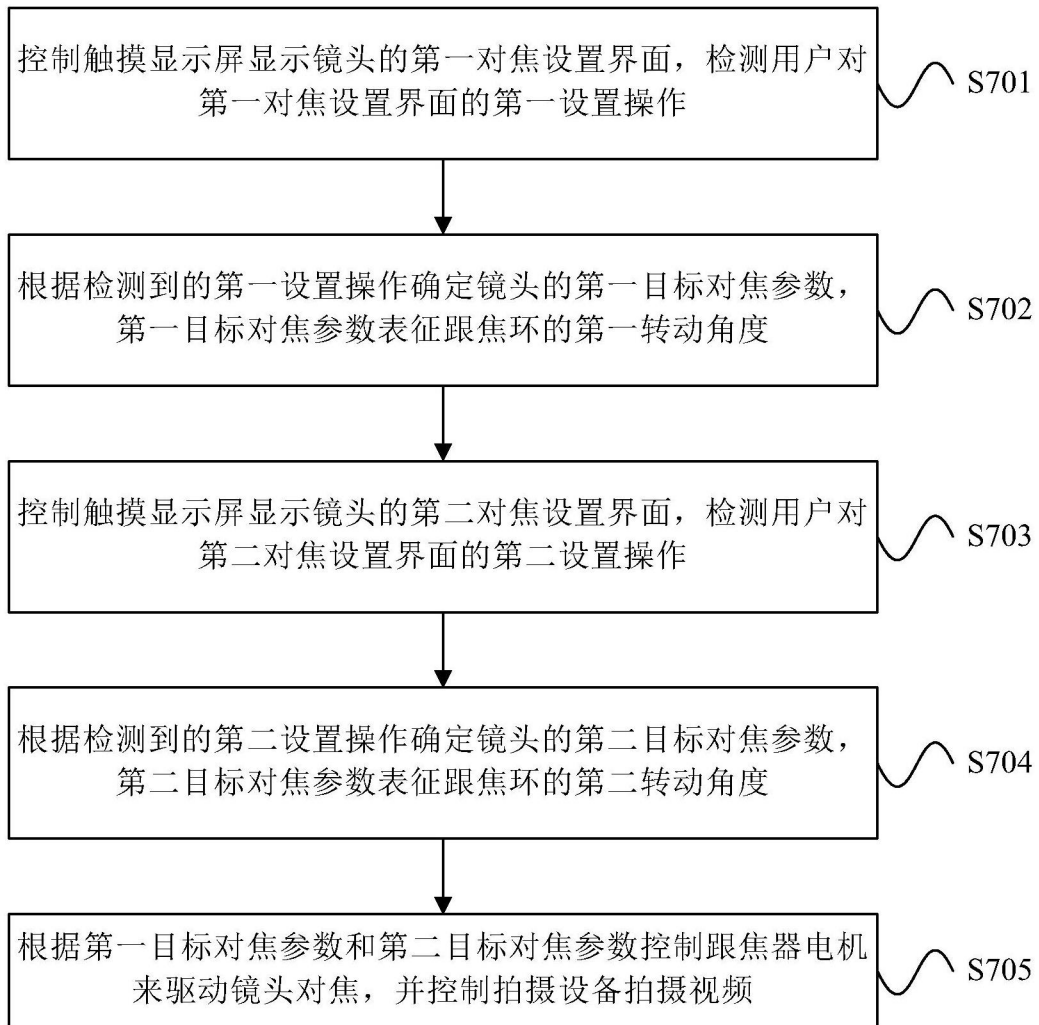 控制触摸显示屏显示镜头的第一对焦设置界面，检测用户对
第一对焦设置界面的第一设置操作
S701
根据检测到的第一设置操作确定镜头的第一目标对焦参数，
第一目标对焦参数表征跟焦环的第一转动角度
S702
控制触摸显示屏显示镜头的第二对焦设置界面，检测用户对
第二对焦设置界面的第二设置操作
S703
根据检测到的第二设置操作确定镜头的第二目标对焦参数，
第二目标对焦参数表征跟焦环的第二转动角度
S704
根据第一目标对焦参数和第二目标对焦参数控制跟焦器电机
来驱动镜头对焦，并控制拍摄设备拍摄视频
S705